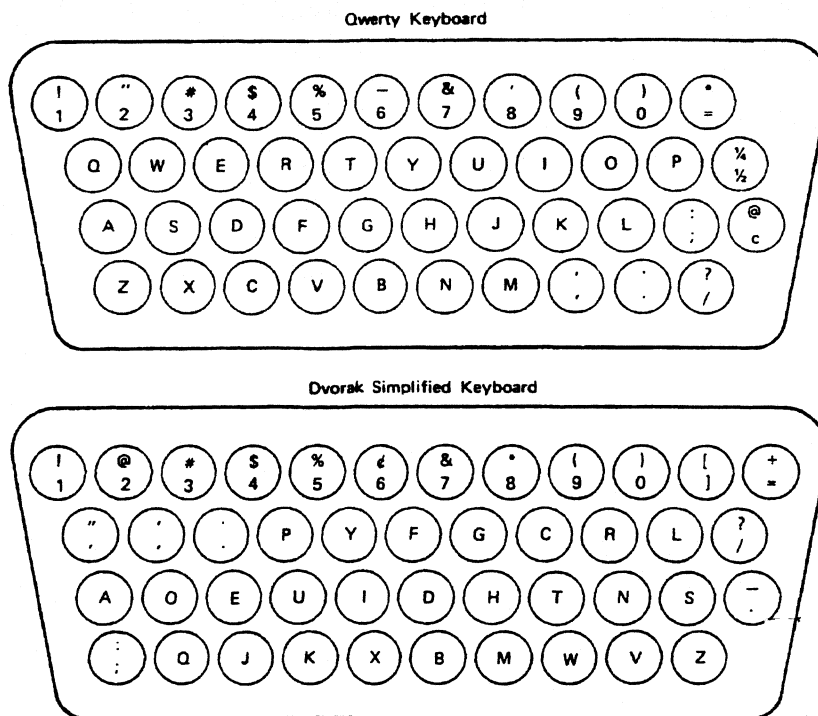 Qwerty Keyboard
! " # $ % — & ' ( ) *
1 2 3 4 5 6 7 8 9 0 =
Q W E R T Y U I O P ¼ ½
A S D F G H J K L : ; @ c
Z X C V B N M , , . . ? /
Dvorak Simplified Keyboard
! @ # $ % ¢ & * ( ) [ +
1 2 3 4 5 6 7 8 9 0 ] =
" ' , , . . P Y F G C R L ? /
A O E U I D H T N S — -
: ; Q J K X B M W V Z